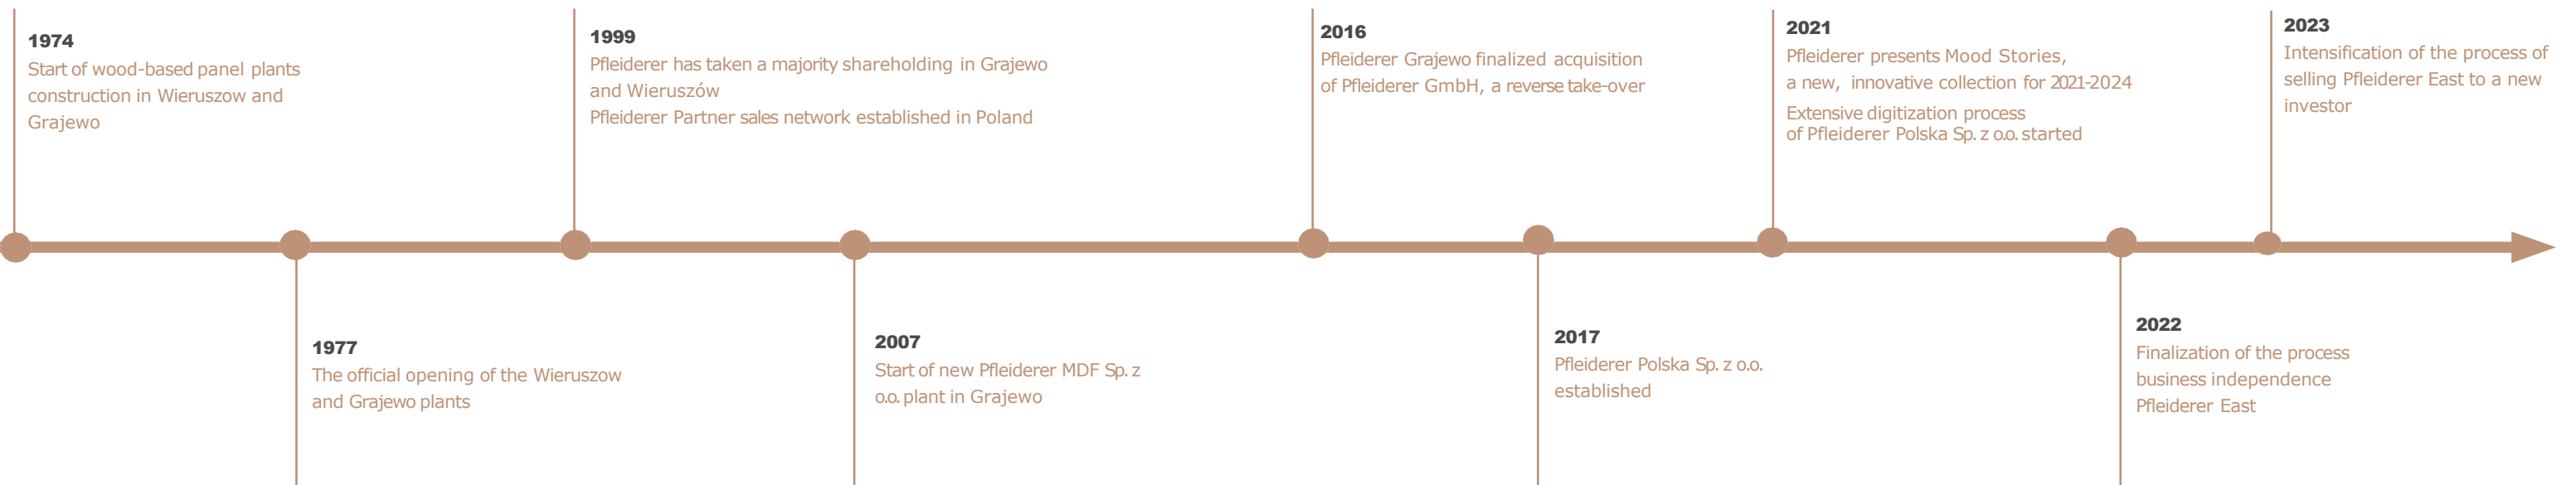 1974
Start of wood-based panel plants
construction in Wieruszow and
Grajewo
1977
The official opening of the Wieruszow
and Grajewo plants
1999
Pfleiderer has taken a majority shareholding in Grajewo
and Wieruszów
Pfleiderer Partner sales network established in Poland
2007
Start of new Pfleiderer MDF Sp. z
o.o. plant in Grajewo
2016
Pfleiderer Grajewo finalized acquisition
of Pfleiderer GmbH, a reverse take-over
2017
Pfleiderer Polska Sp. z o.o.
established
2021
Pfleiderer presents Mood Stories,
a new, innovative collection for 2021-2024
Extensive digitization process
of Pfleiderer Polska Sp. z o.o. started
2022
Finalization of the process
business independence
Pfleiderer East
2023
Intensification of the process of
selling Pfleiderer East to a new
investor